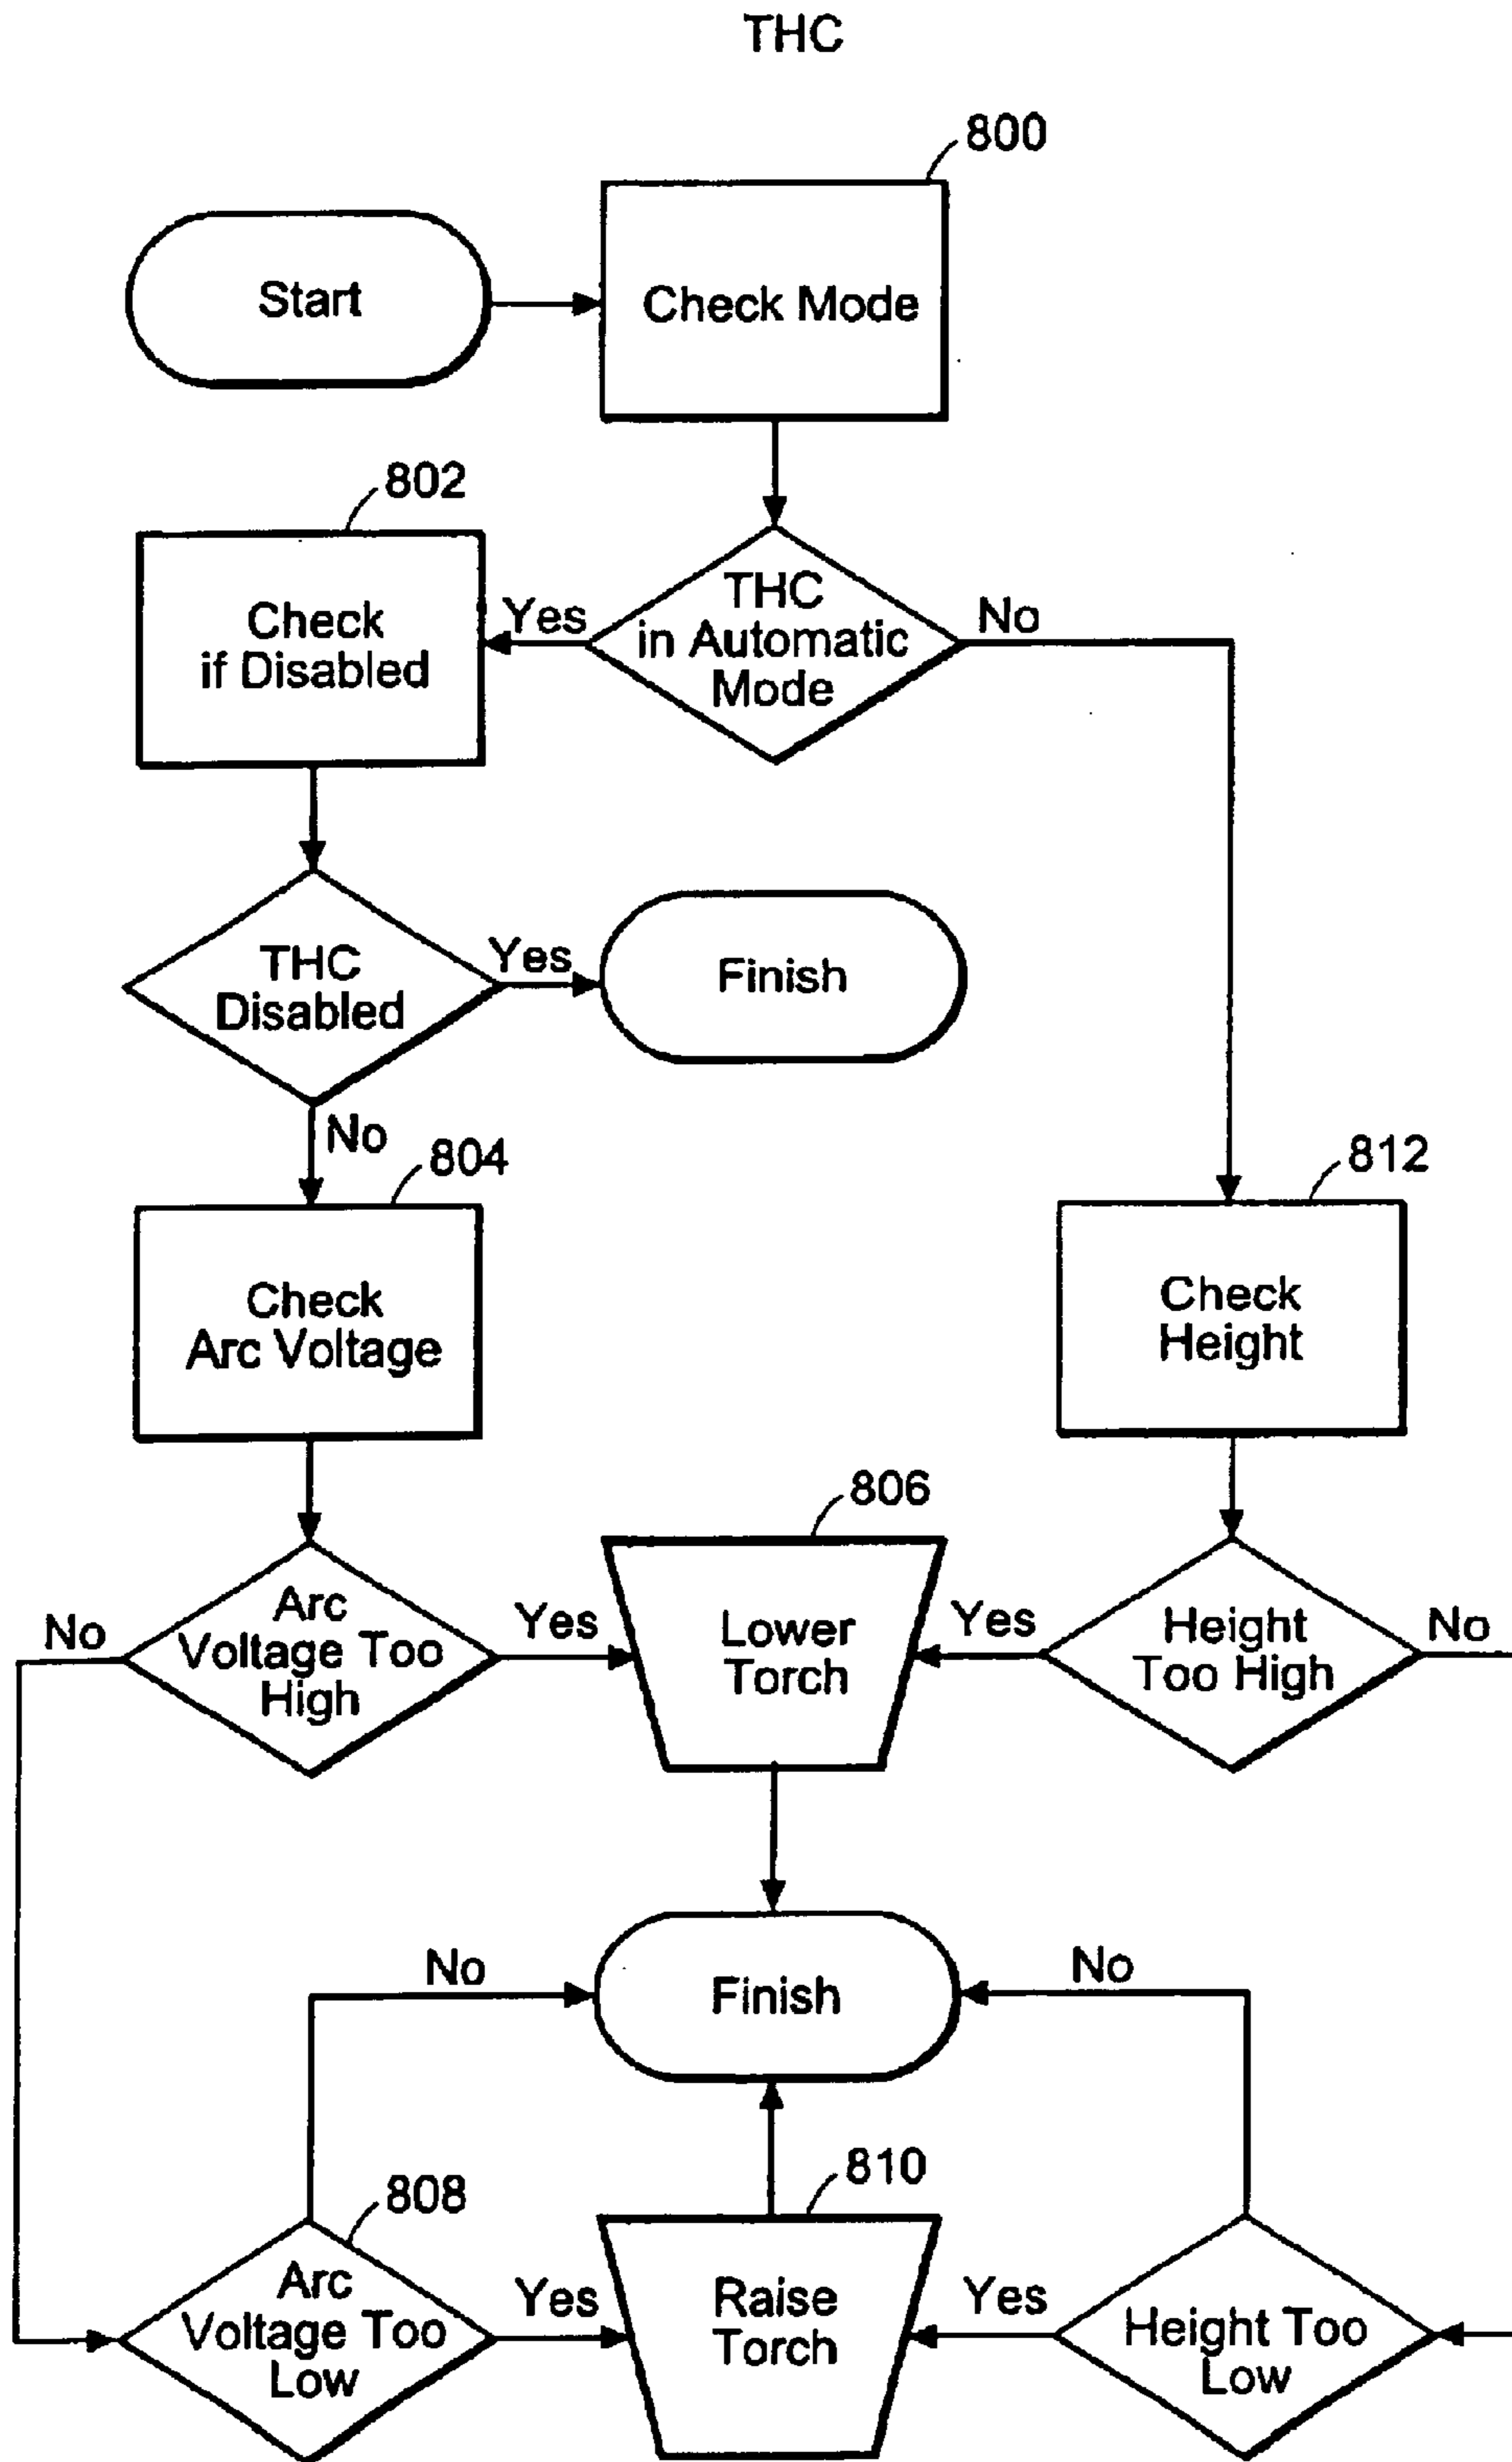 THC
800
Start
Check Mode
802
THC
in Automatic
Mode
Yes
No
Check
if Disabled
THC
Disabled
Yes
Finish
No
804
812
Check
Arc Voltage
Check
Height
806
Arc
Voltage Too
High
No
Yes
Lower
Torch
Yes
Height
Too High
No
No
Finish
No
808
810
Arc
Voltage Too
Low
Yes
Raise
Torch
Yes
Height Too
Low